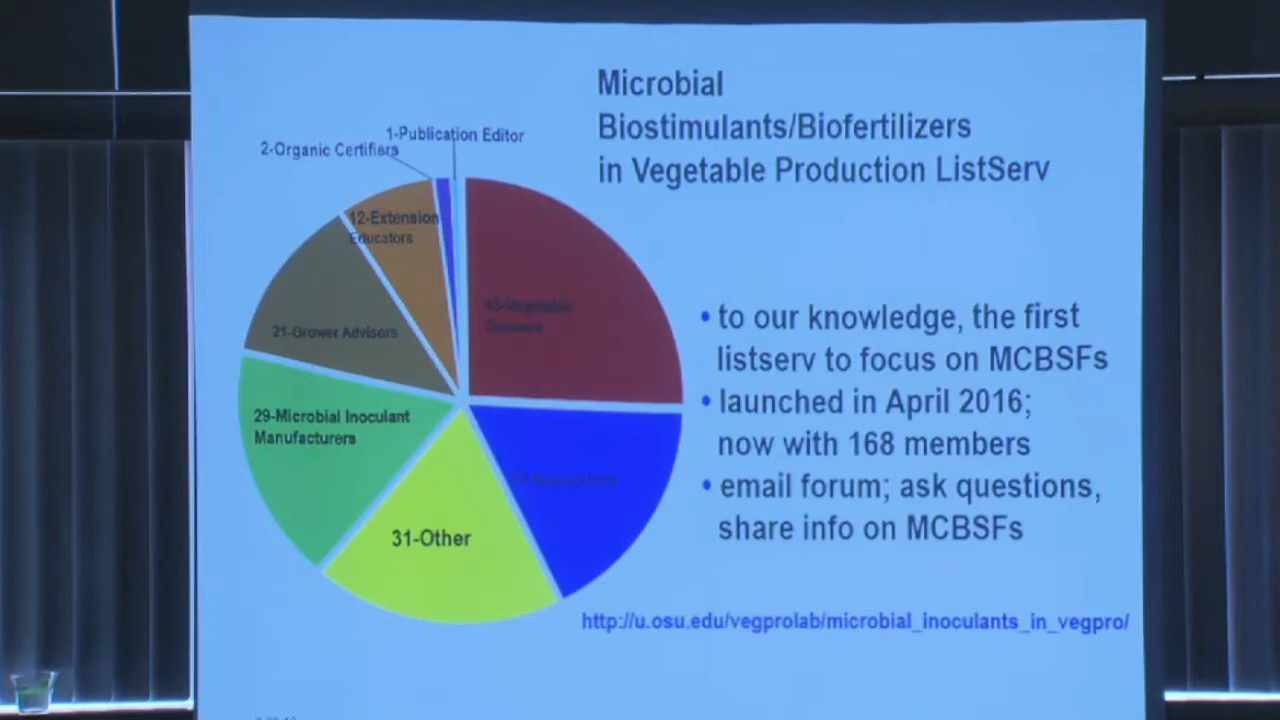 Microbial
Biostimulants/Biofertilizers
in Vegetable Production ListServ
1-Publication Editor
2-Organic Certifiers
12-Extension
Educators
21-Grower Advisors
29-Microbial Inoculant
Manufacturers
31-Other
• to our knowledge, the first
listserv to focus on MCBSFs
• launched in April 2016;
now with 168 members
• email forum; ask questions,
share info on MCBSFs
http://u.osu.edu/vegprolab/microbial_inoculants_in_vegpro/